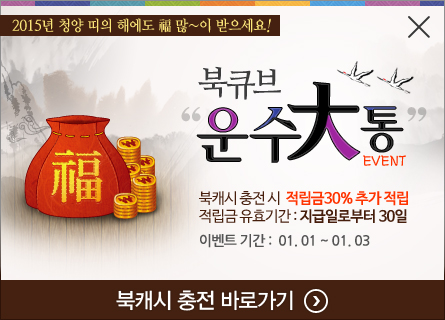 2015년 청양 띠의 해에도 福 많~이 받으세요!
북큐브
“운수大통”
EVENT
福
북캐시 충전 시 적립금30% 추가 적립
적립금 유효기간 : 지급일로부터 30일
이벤트 기간 : 01. 01 ~ 01. 03
북캐시 충전 바로가기